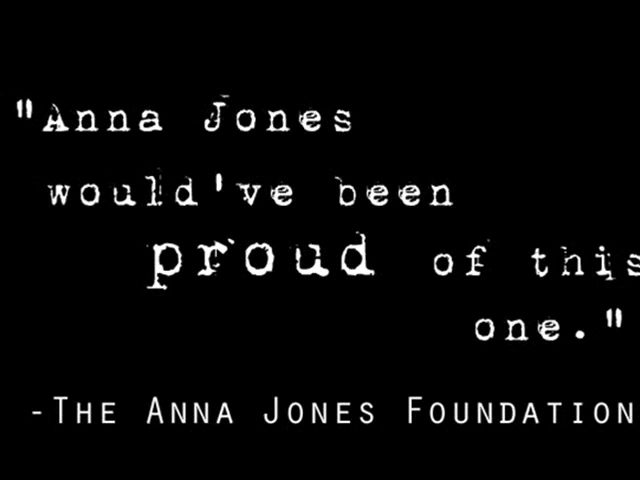 "Anna Jones
would've been
proud of this
one."
-The Anna Jones Foundation